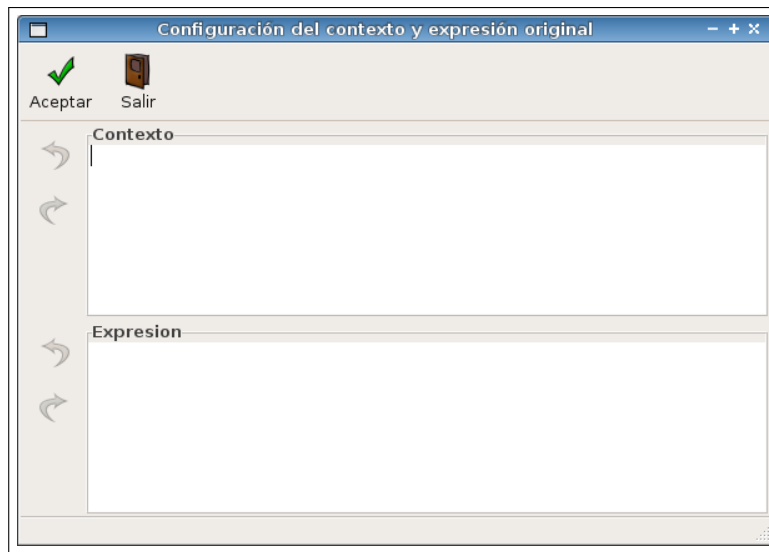 Configuración del contexto y expresión original
Aceptar Salir
Contexto
Expresion